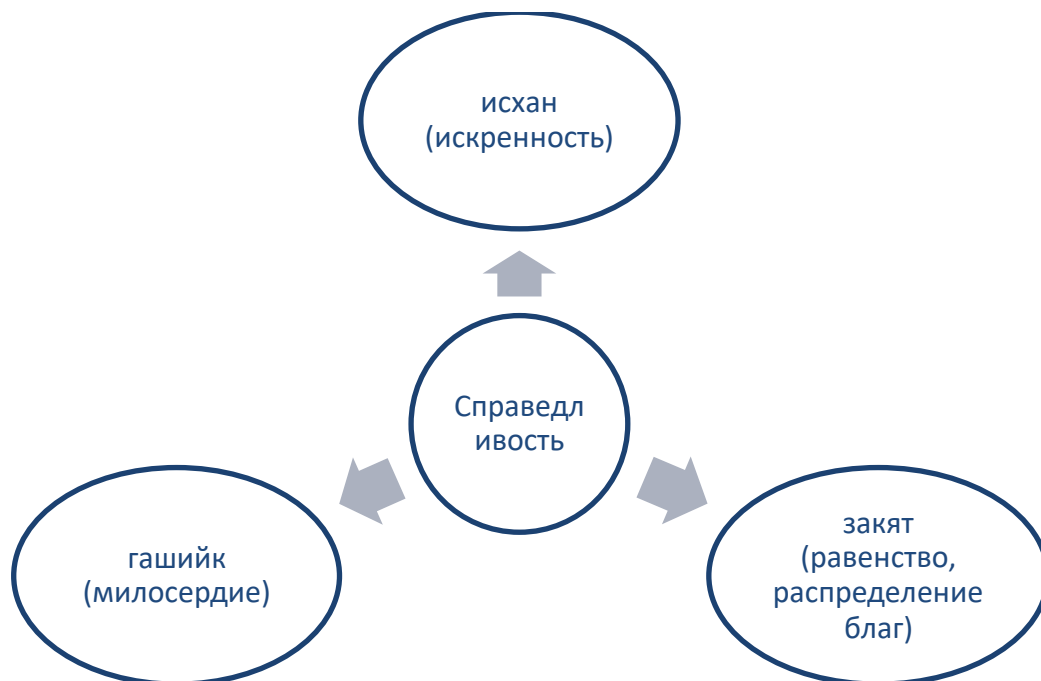 исхан
(искренность)
Справедл
ивость
гашийк
(милосердие)
закят
(равенство,
распределение
благ)